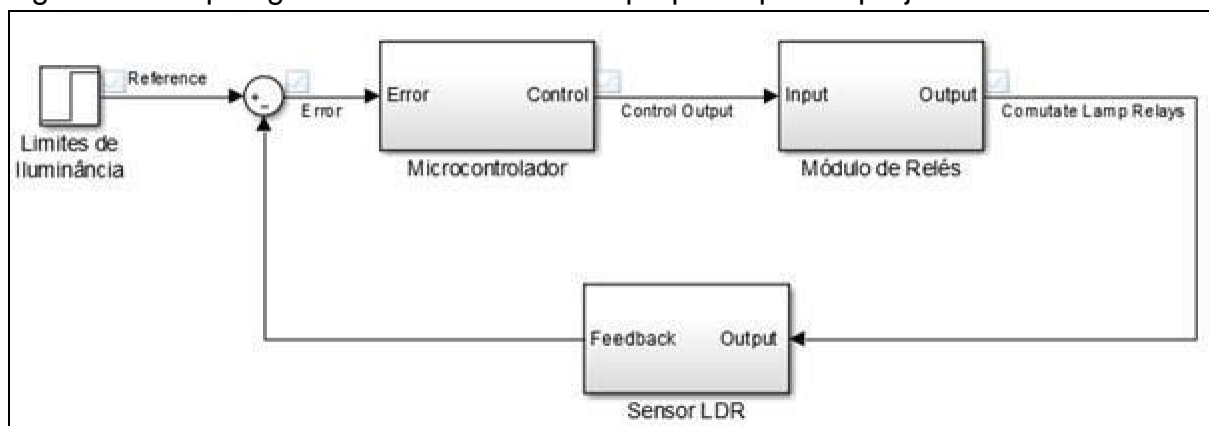 Reference
Error
Limites de
Iluminância
Error Control
Microcontrolador
Control Output
Input Output
Módulo de Relés
Comutate Lamp Relays
Feedback Output
Sensor LDR